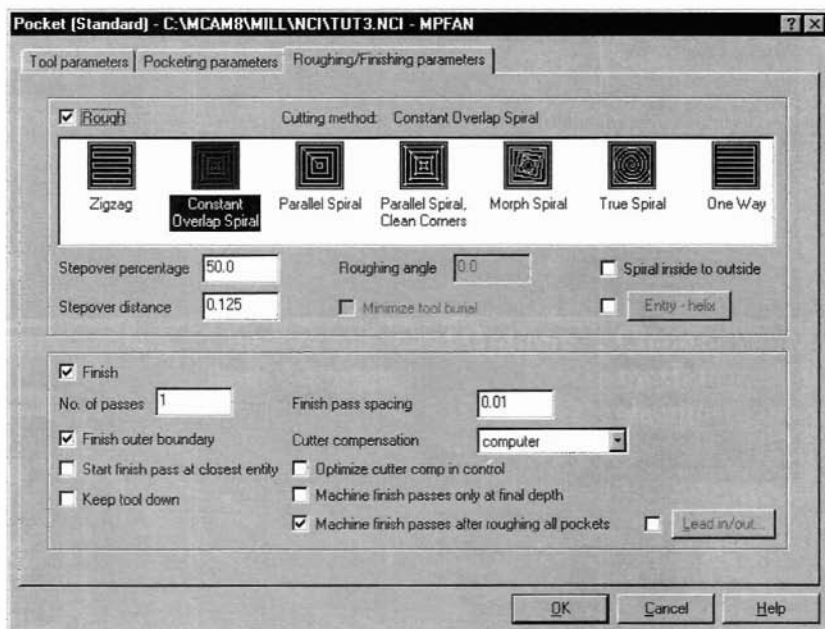 Pocket (Standard) - C:\MCAM8\MILL\NCI\TUT3.NCI - MPFAN
? ×
Tool parameters Pocketing parameters Roughing/Finishing parameters
Rough Cutting method: Constant Overlap Spiral
Zigzag Constant Overlap Spiral Parallel Spiral Parallel Spiral, Clean Corners Morph Spiral True Spiral One Way
Stepover percentage 50.0 Roughing angle 0.0 Spiral inside to outside
Stepover distance 0.125 Minimize tool burial Entry - helix
Finish
No. of passes 1 Finish pass spacing 0.01
Finish outer boundary Cutter compensation computer
Start finish pass at closest entity Optimize cutter comp in control
Keep tool down Machine finish passes only at final depth
Machine finish passes after roughing all pockets Lead in/out...
OK Cancel Help